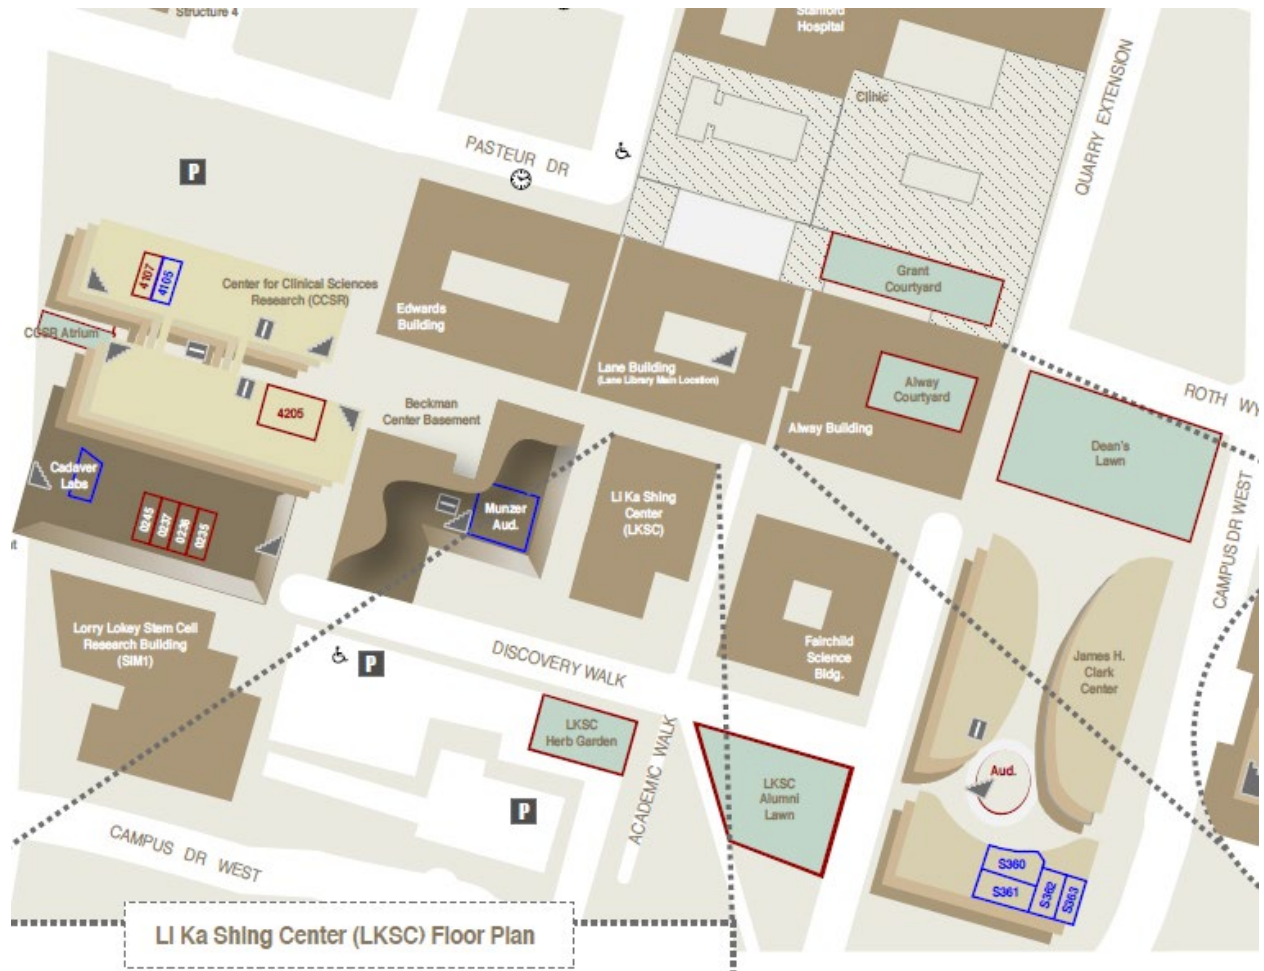 Structure 4
Stanford
Hospital
Clinic
QUARRY EXTENSION
PASTEUR DR
P
4107
4105
Center for Clinical Sciences
Research (CCSR)
CCSR Atrium
Edwards
Building
Grant
Courtyard
Lane Building
(Lane Library Main Location)
Alway
Courtyard
Alway Building
ROTH WY
Dean's
Lawn
4205
Beckman
Center Basement
Cadaver
Labs
0245
0237
0236
0235
Munzer
Aud.
Li Ka Shing
Center
(LKSC)
CAMPUS DR WEST
Lorry Lokey Stem Cell
Research Building
(SIM1)
P
DISCOVERY WALK
Fairchild
Science
Bldg.
James H.
Clark
Center
LKSC
Herb Garden
ACADEMIC WALK
LKSC
Alumni
Lawn
Aud.
P
CAMPUS DR WEST
S360
S361
S362
S363
LI Ka Shing Center (LKSC) Floor Plan